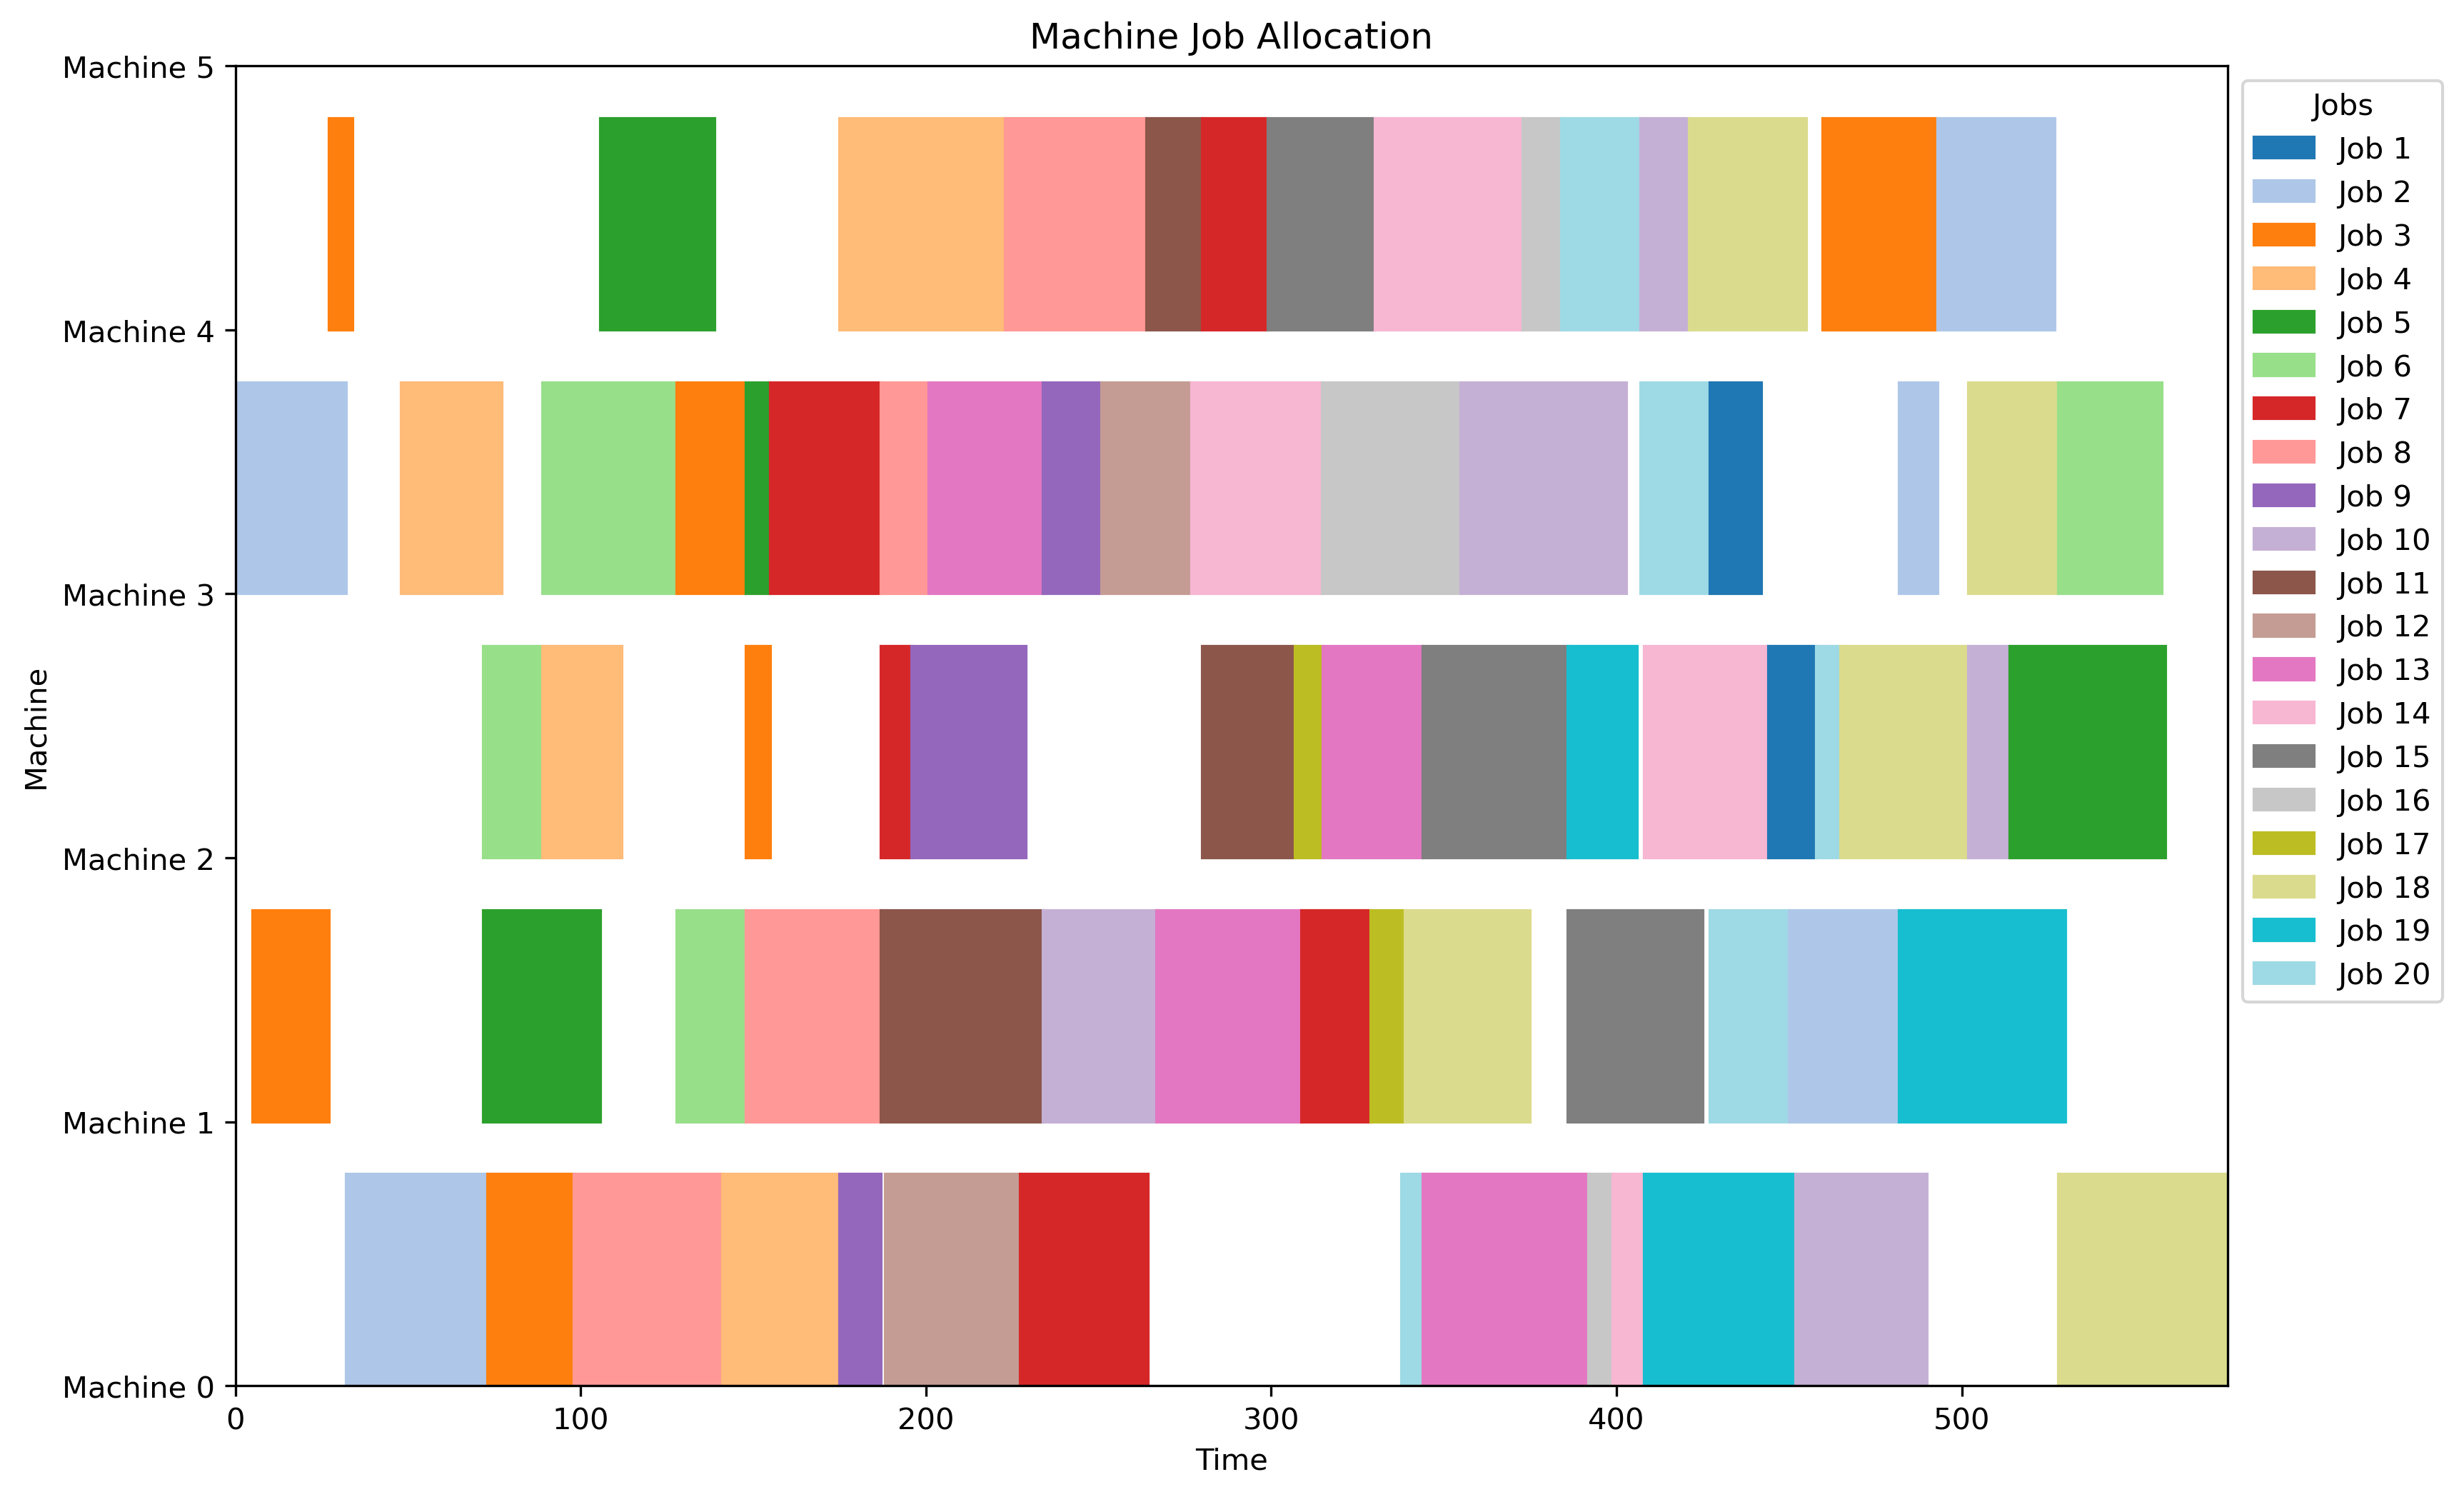 Machine Job Allocation
Machine 5
Machine 4
Machine 3
Machine 2
Machine 1
Machine 0
Machine
0 100 200 300 400 500
Time
Jobs
Job 1
Job 2
Job 3
Job 4
Job 5
Job 6
Job 7
Job 8
Job 9
Job 10
Job 11
Job 12
Job 13
Job 14
Job 15
Job 16
Job 17
Job 18
Job 19
Job 20